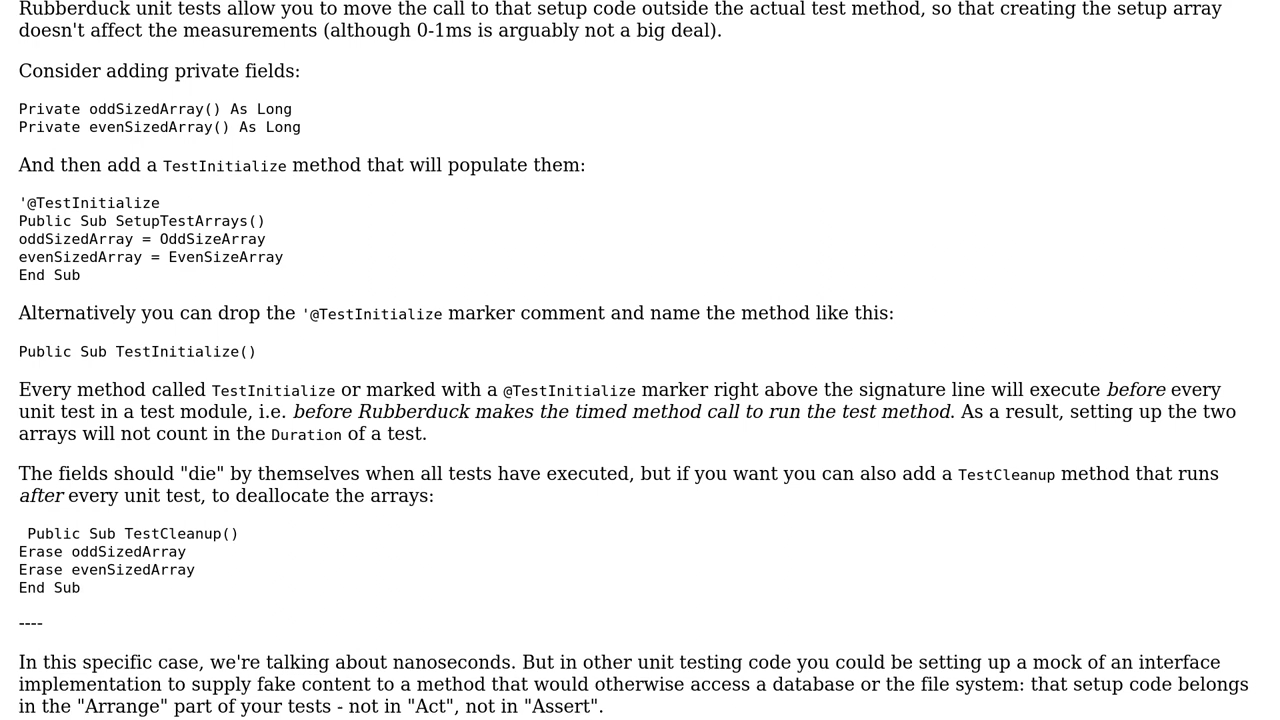 Rubberduck unit tests allow you to move the call to that setup code outside the actual test method, so that creating the setup array
doesn't affect the measurements (although 0-1ms is arguably not a big deal).
Consider adding private fields:
Private oddSizedArray() As Long
Private evenSizedArray() As Long
And then add a TestInitialize method that will populate them:
'@TestInitialize
Public Sub SetupTestArrays()
oddSizedArray = OddSizeArray
evenSizedArray = EvenSizeArray
End Sub
Alternatively you can drop the '@TestInitialize marker comment and name the method like this:
Public Sub TestInitialize()
Every method called TestInitialize or marked with a @TestInitialize marker right above the signature line will execute before every
unit test in a test module, i.e. before Rubberduck makes the timed method call to run the test method. As a result, setting up the two
arrays will not count in the Duration of a test.
The fields should "die" by themselves when all tests have executed, but if you want you can also add a TestCleanup method that runs
after every unit test, to deallocate the arrays:
Public Sub TestCleanup()
Erase oddSizedArray
Erase evenSizedArray
End Sub
----
In this specific case, we're talking about nanoseconds. But in other unit testing code you could be setting up a mock of an interface
implementation to supply fake content to a method that would otherwise access a database or the file system: that setup code belongs
in the "Arrange" part of your tests - not in "Act", not in "Assert".